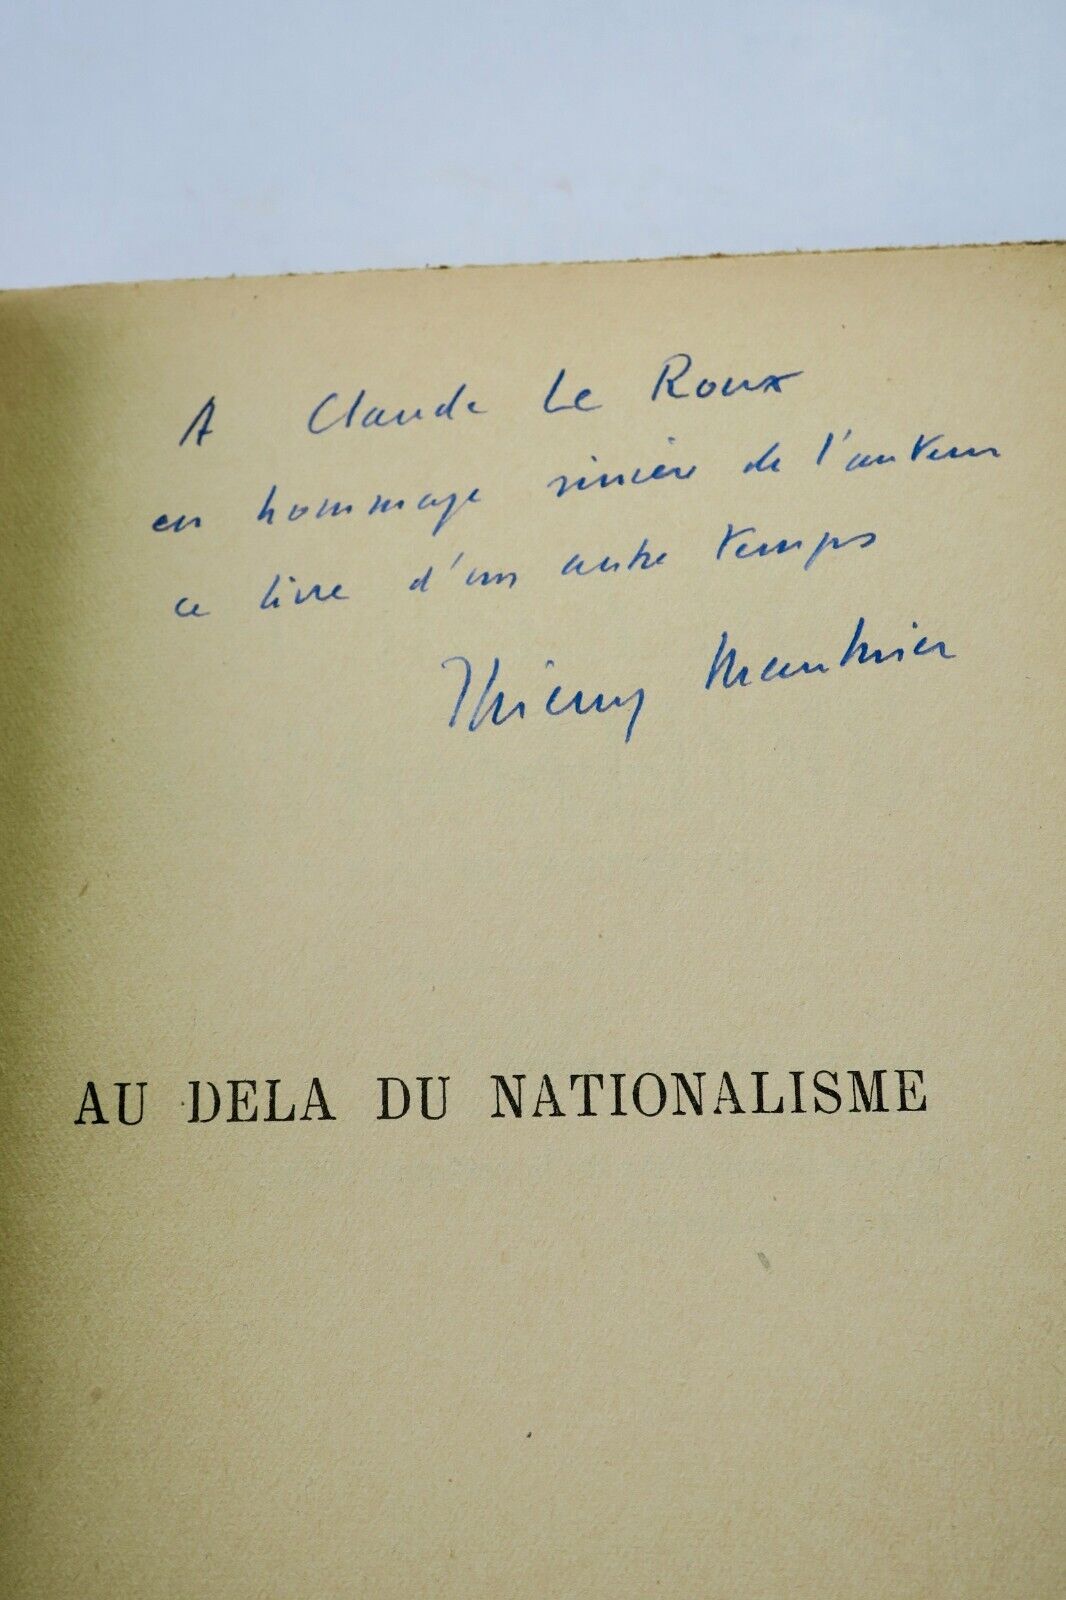 A Claude Le Roux
en hommage sincère de l'auteur
ce livre d'un autre temps
Thierry Maulnier
AU DELA DU NATIONALISME